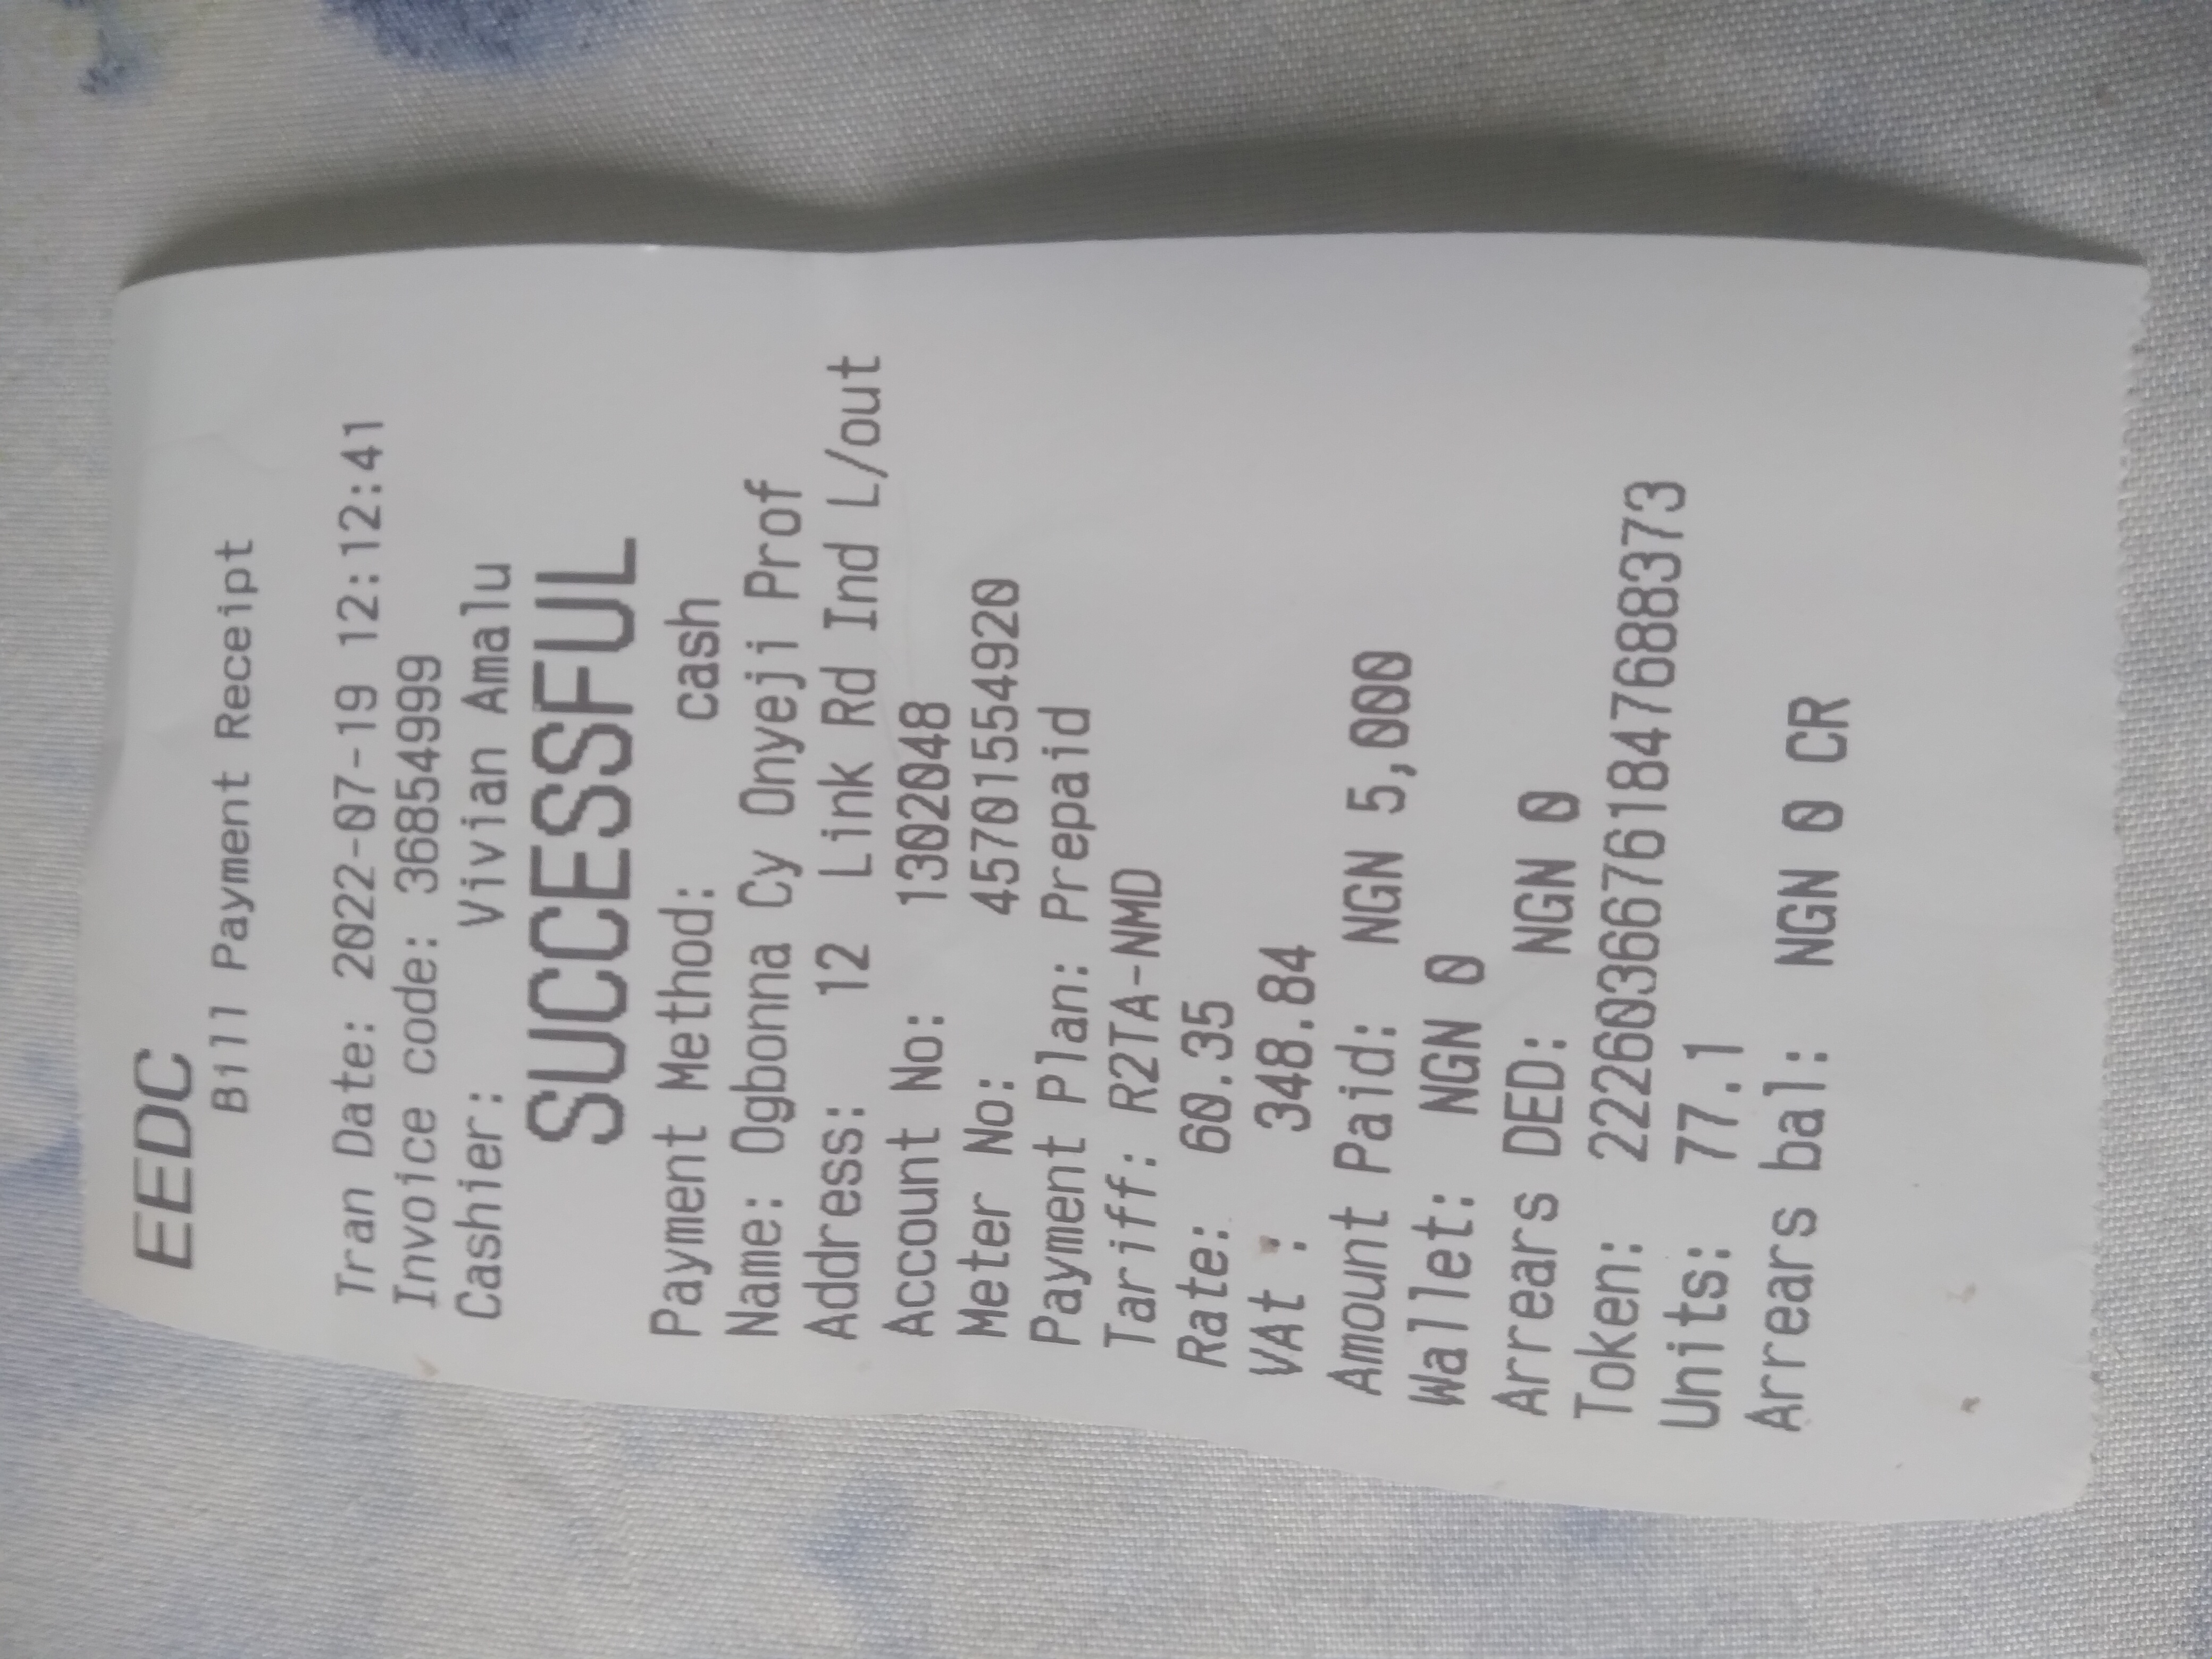 EEDC
Bill Payment Receipt
Tran Date: 2022-07-19 12:12:41
Invoice code: 36854999
Cashier: Vivian Amalu
SUCCESSFUL
Payment Method: cash
Name: Ogbonna Cy Onyeji Prof
Address: 12 Link Rd Ind L/out
Account No: 1302048
Meter No: 45701554920
Payment Plan: Prepaid
Tariff: R2TA-NMD
Rate: 60.35
VAt : 348.84
Amount Paid: NGN 5,000
Wallet: NGN 0
Arrears DED: NGN 0
Token: 22260366761847688373
Units: 77.1
Arrears bal: NGN 0 CR